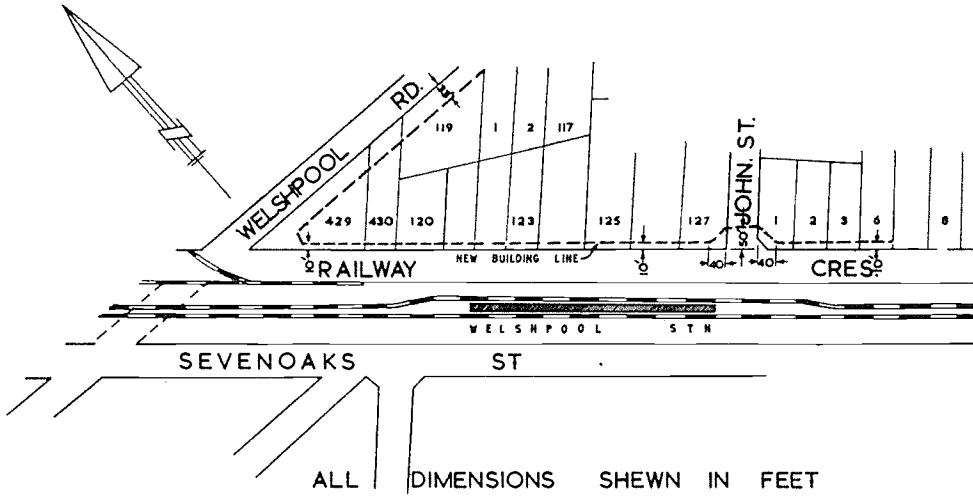 WELSHPOOL RD.
119
1
2
117
JOHN. ST.
429
430
120
123
125
127
1
2
3
6
8
10'
RAILWAY
NEW BUILDING LINE
10'
40'
50'
40'
CRES.
10'
WELSHPOOL STN
SEVENOAKS ST
ALL DIMENSIONS SHEWN IN FEET